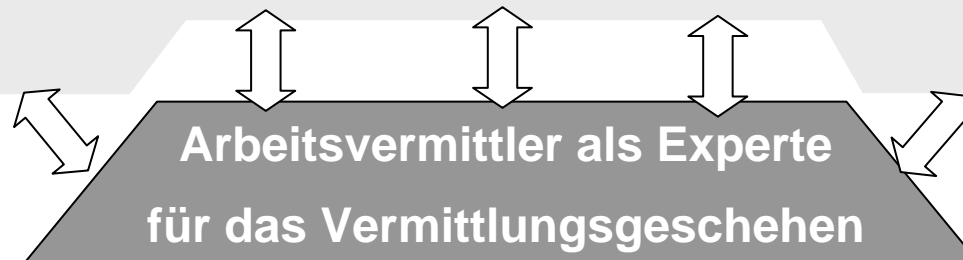 Arbeitsvermittler als Experte
für das Vermittlungsgeschehen